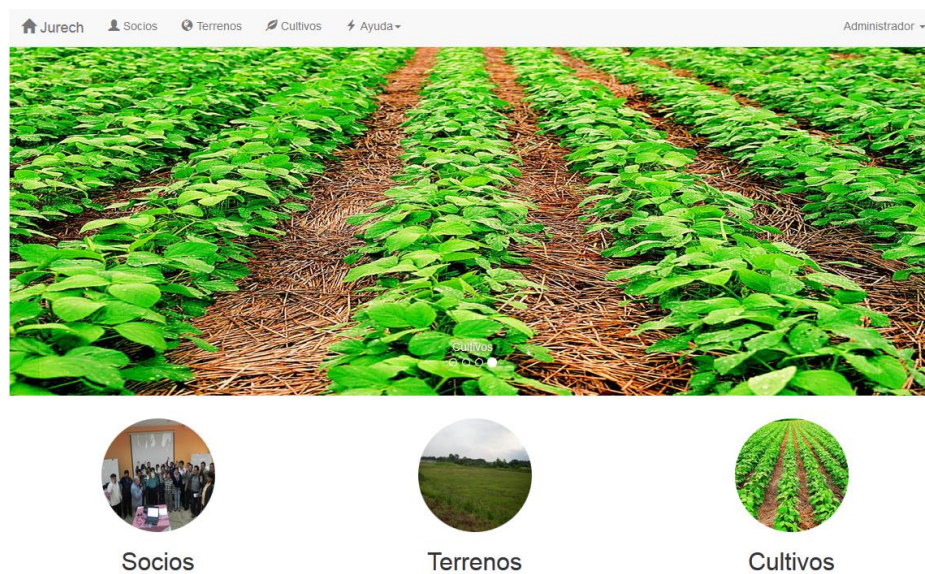 Jurech Socios Terrenos Cultivos Ayuda Administrador
Cultivos
Socios Terrenos Cultivos